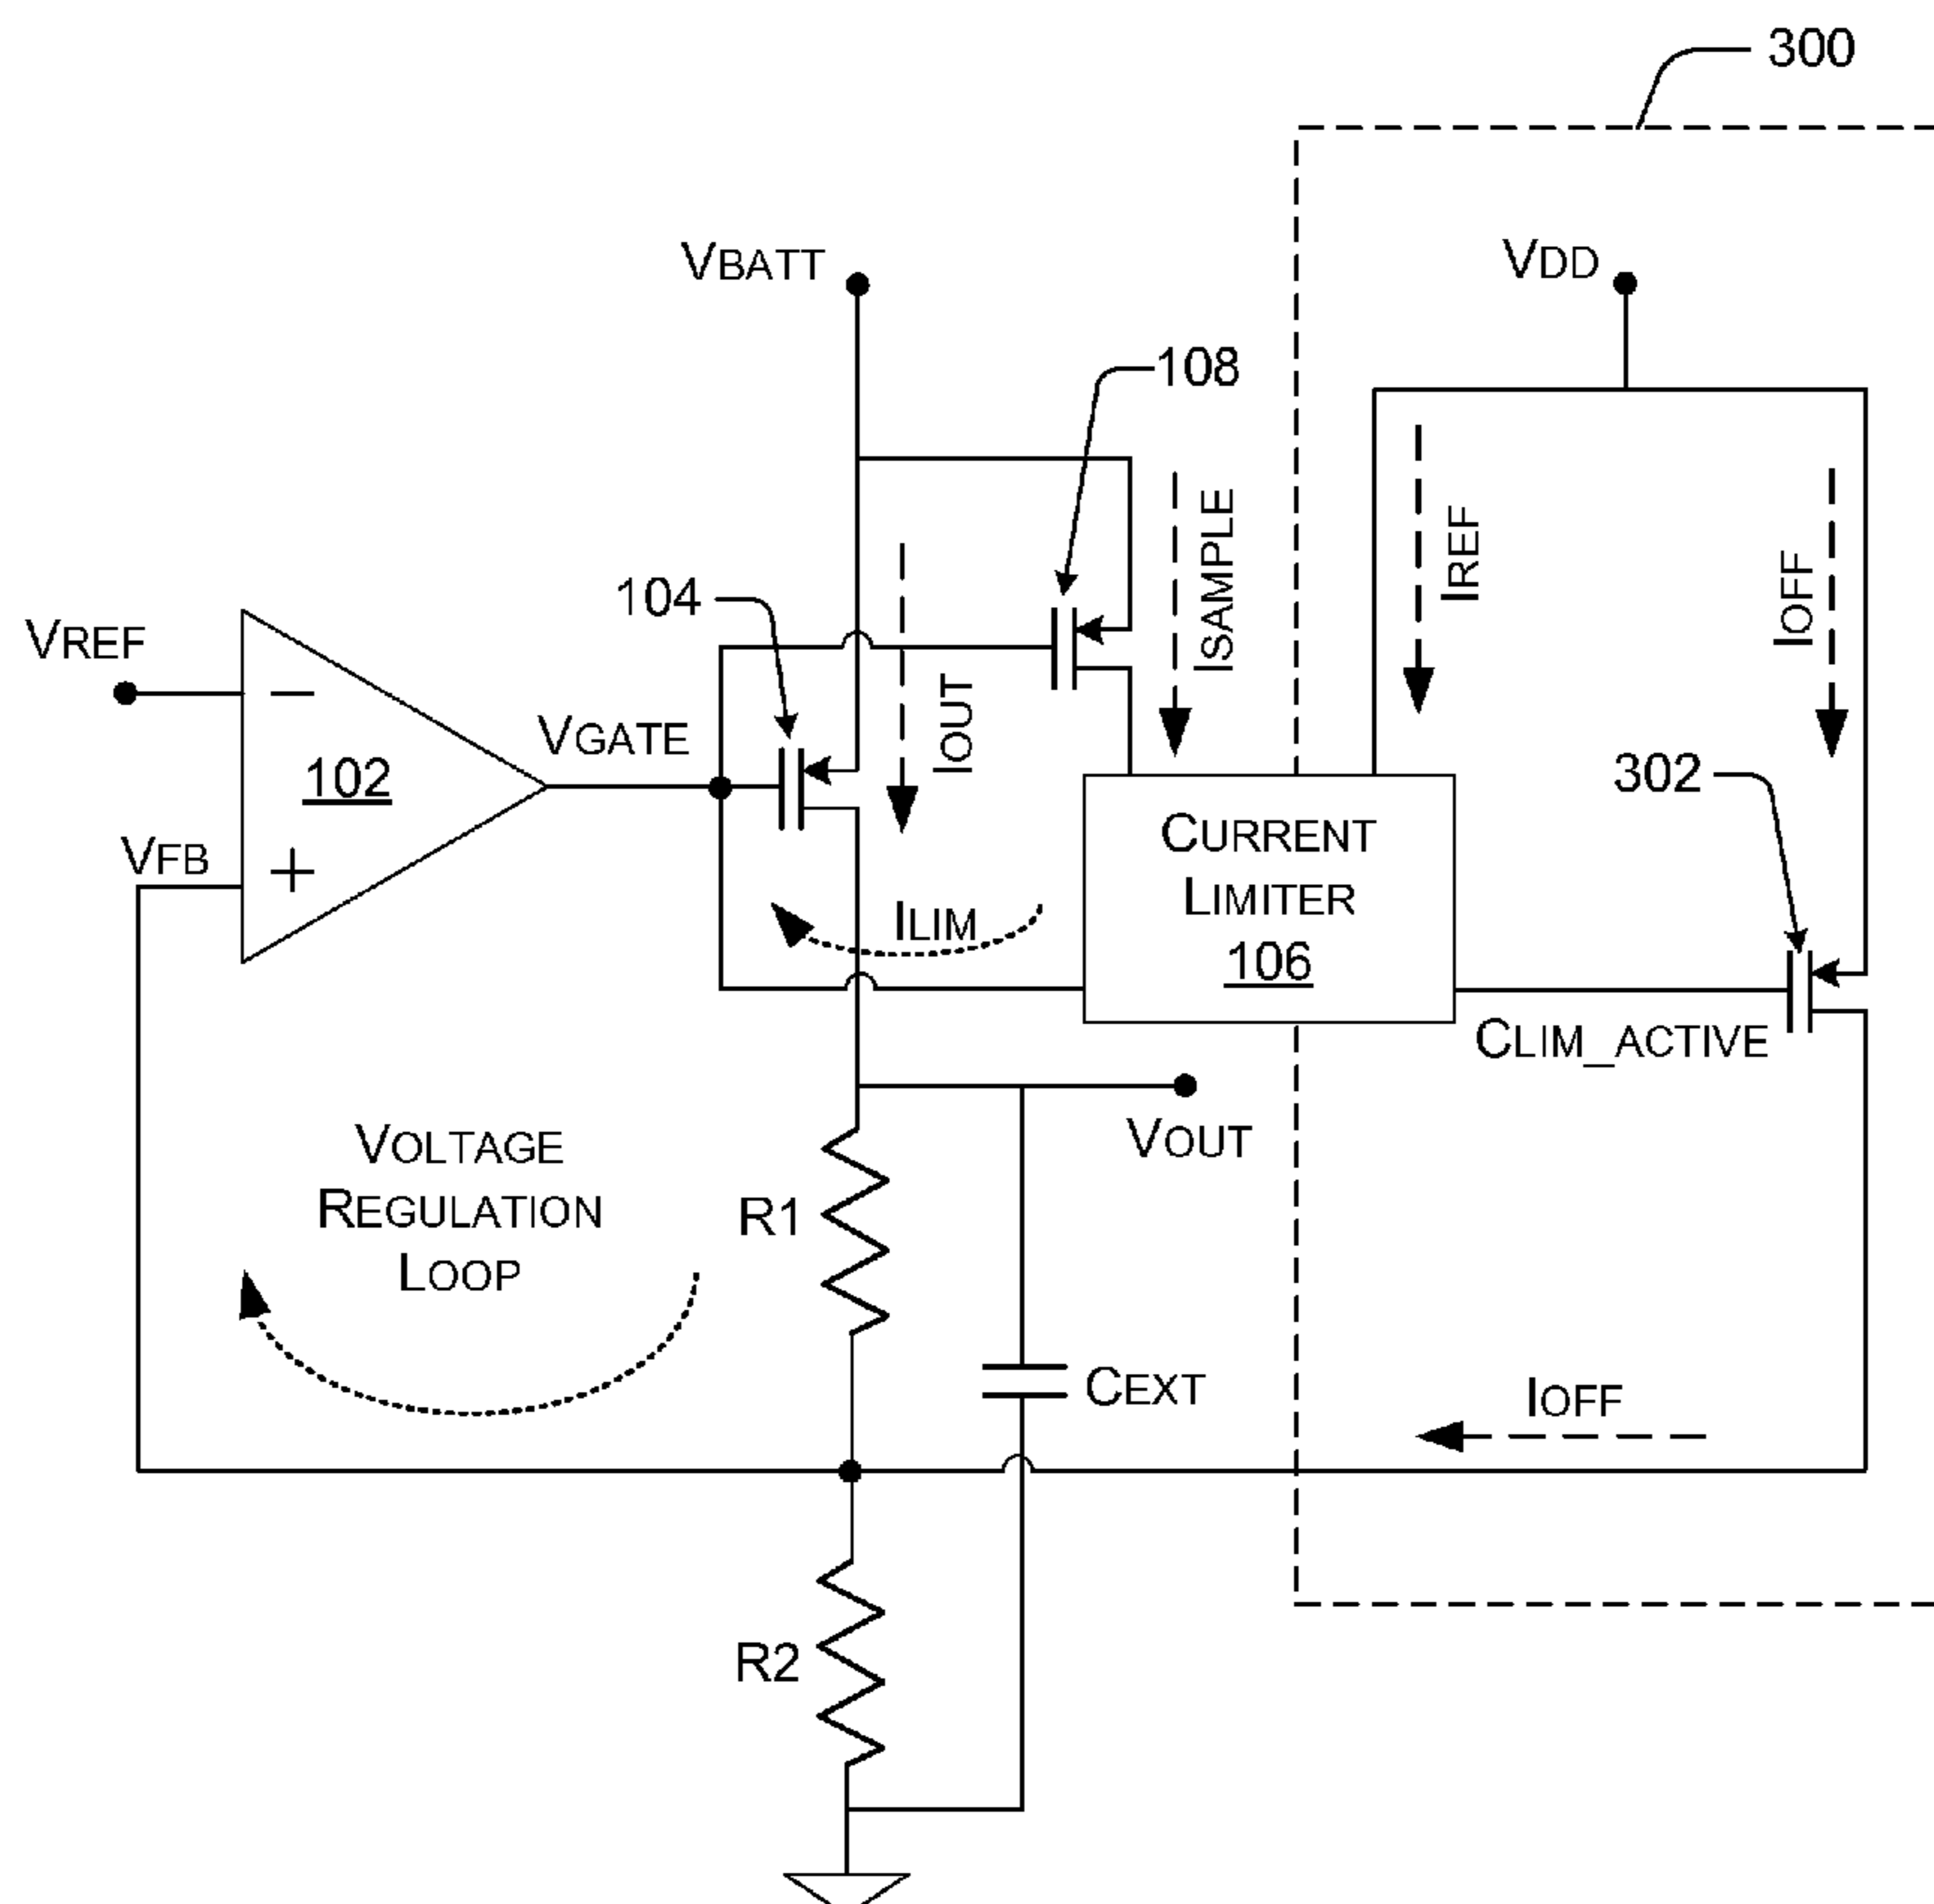 300
VBATT
VDD
108
ISAMPLE
IREF
IOFF
104
VREF
−
IOUT
VGATE
102
302
VFB
+
CURRENT
LIMITER
106
ILIM
CLIM_ACTIVE
VOUT
VOLTAGE
REGULATION
LOOP
R1
CEXT
IOFF
R2